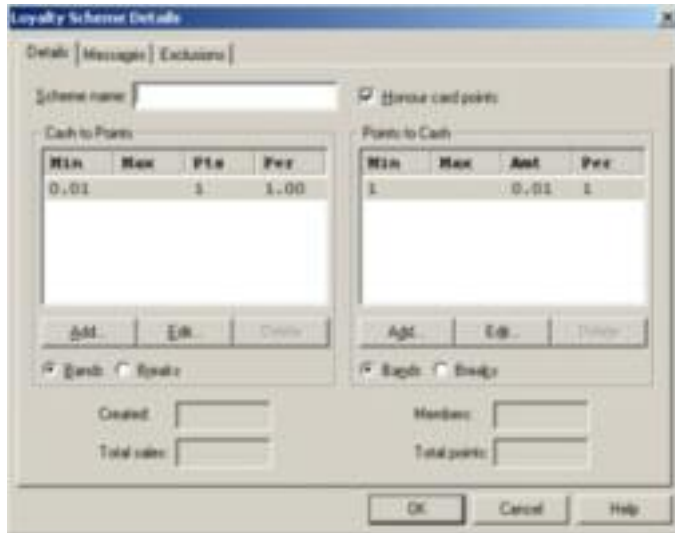 Loyalty Scheme Details
Details Messages Exclusions
Scheme name: Honour card points
Cash to Points
Min Max Pts Per
0.01 1 1.00
Add... Edit... Delete
Bands Breaks
Points to Cash
Min Max Amt Per
1 0.01 1
Add... Edit... Delete
Bands Breaks
Created: Members:
Total sales: Total points:
OK Cancel Help